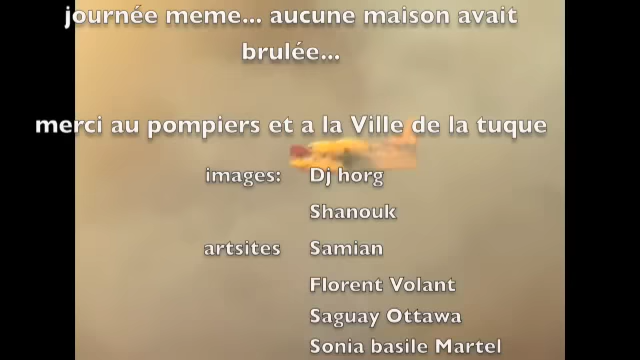 journée meme... aucune maison avait
brulée...
merci au pompiers et a la Ville de la tuque
images: Dj horg
Shanouk
artsites Samian
Florent Volant
Saguay Ottawa
Sonia basile Martel